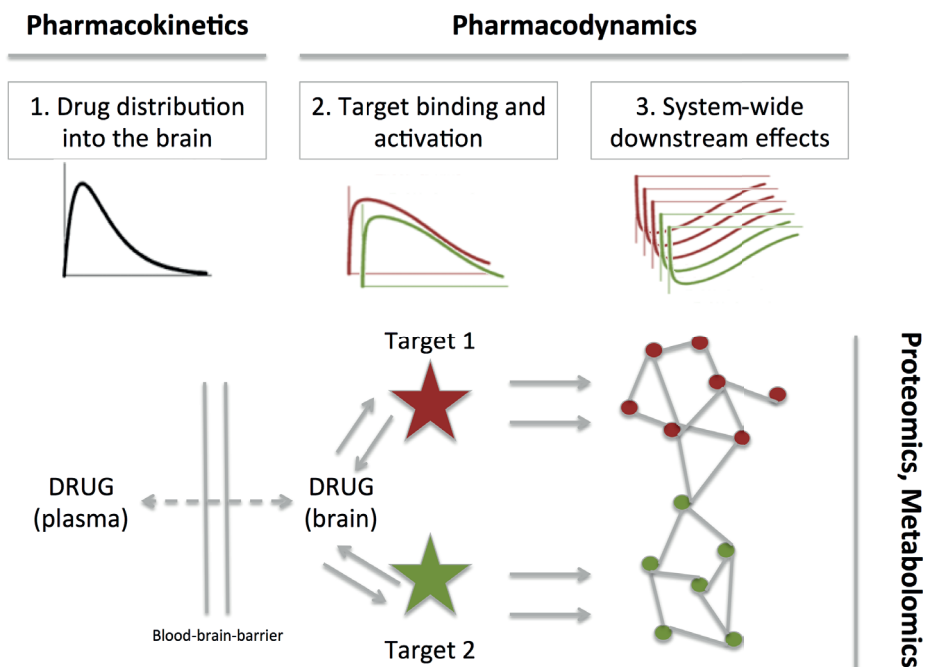 Pharmacokinetics
Pharmacodynamics
1. Drug distribution
into the brain
2. Target binding and
activation
3. System-wide
downstream effects
Target 1
DRUG
(plasma)
DRUG
(brain)
Blood-brain-barrier
Target 2
Proteomics, Metabolomics